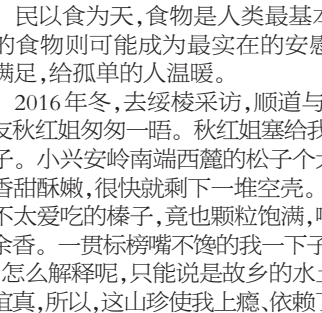 民以食为天,食物是人类最基本
的食物则可能成为最实在的安感
满足,给孤单的人温暖。
2016年冬,去绥棱采访,顺道与
友秋红姐匆匆一晤。秋红姐塞给我
子。小兴安岭南端西麓的松子个大
香甜酥嫩,很快就剩下一堆空壳。
不太爱吃的榛子,竟也颗粒饱满,
余香。一贯标榜嘴不馋的我一下子
怎么解释呢,只能说是故乡的水土
谊真,所以,这山珍使我上瘾、依赖